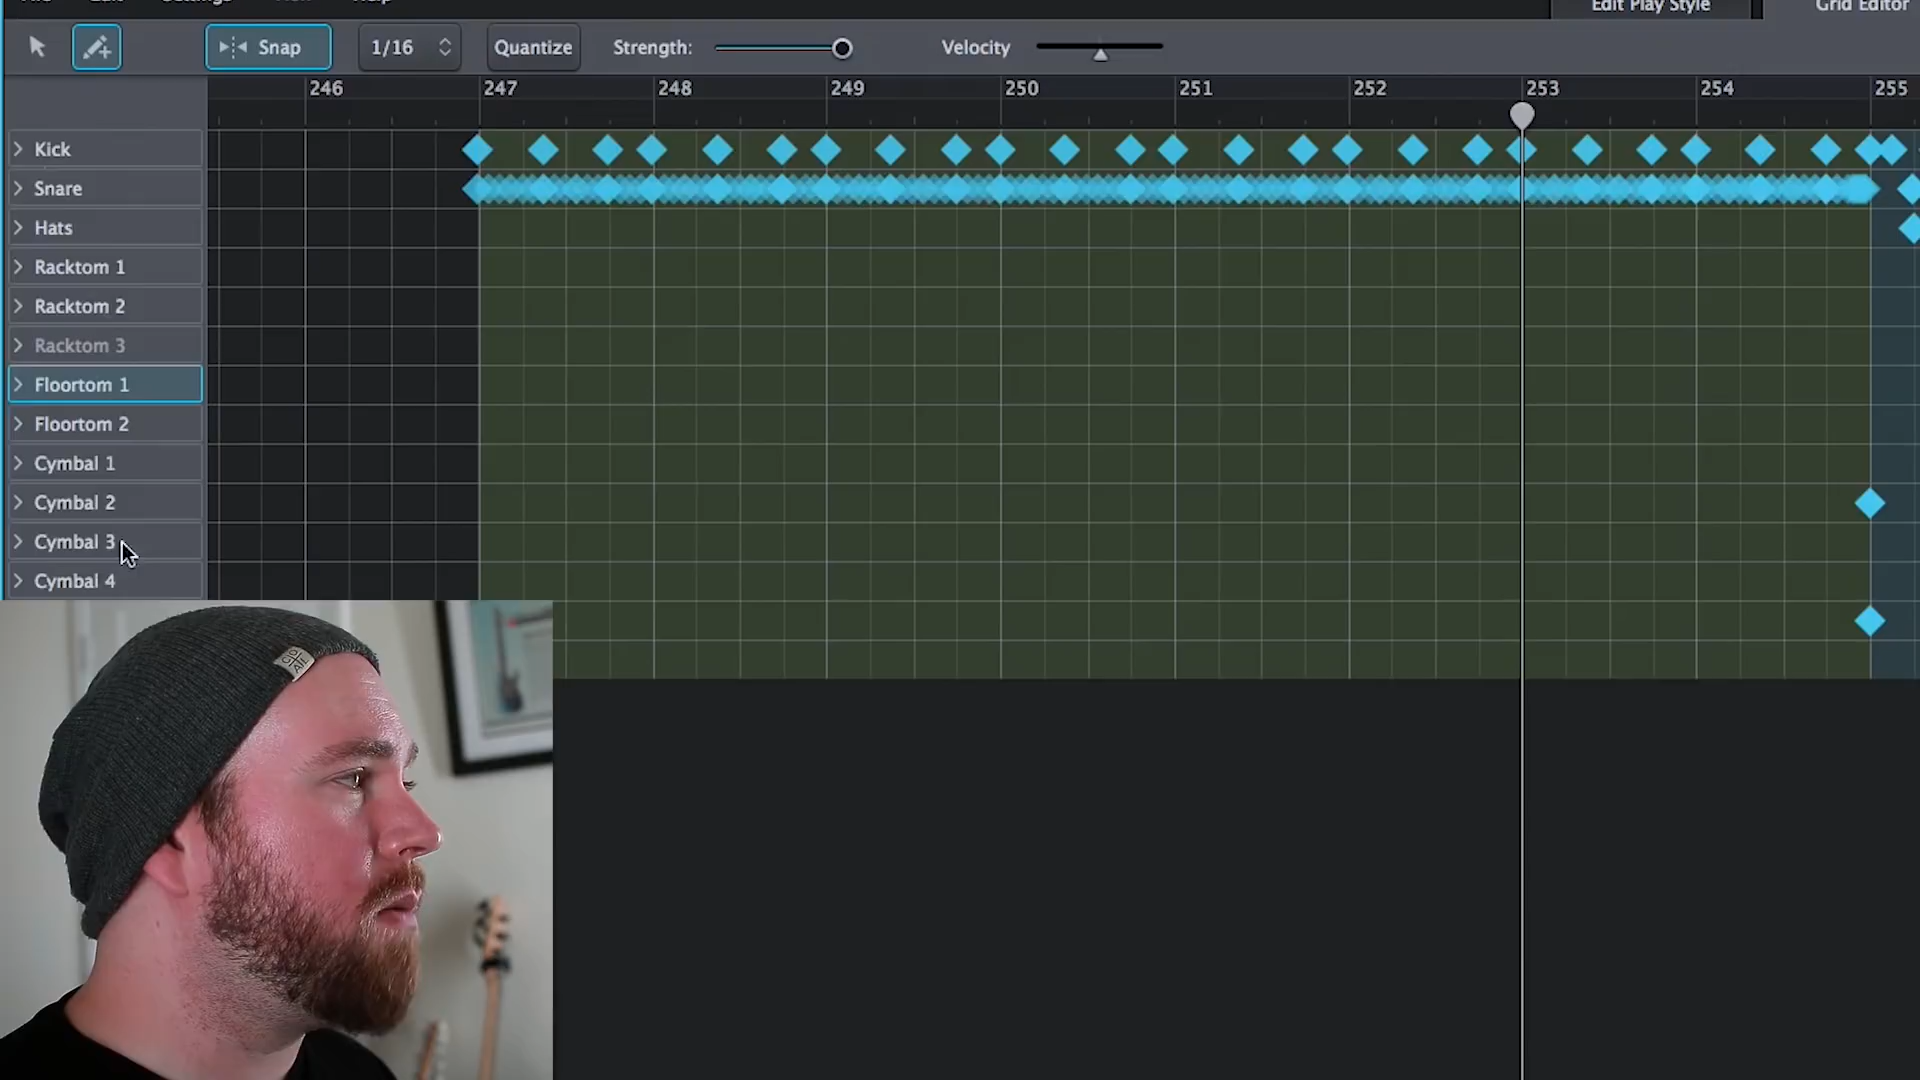 Edit Play Style
Grid Editor
Settings
Help
Snap
1/16
Quantize
Strength:
Velocity
246 247 248 249 250 251 252 253 254 255
Kick
Snare
Hats
Racktom 1
Racktom 2
Racktom 3
Floortom 1
Floortom 2
Cymbal 1
Cymbal 2
Cymbal 3
Cymbal 4